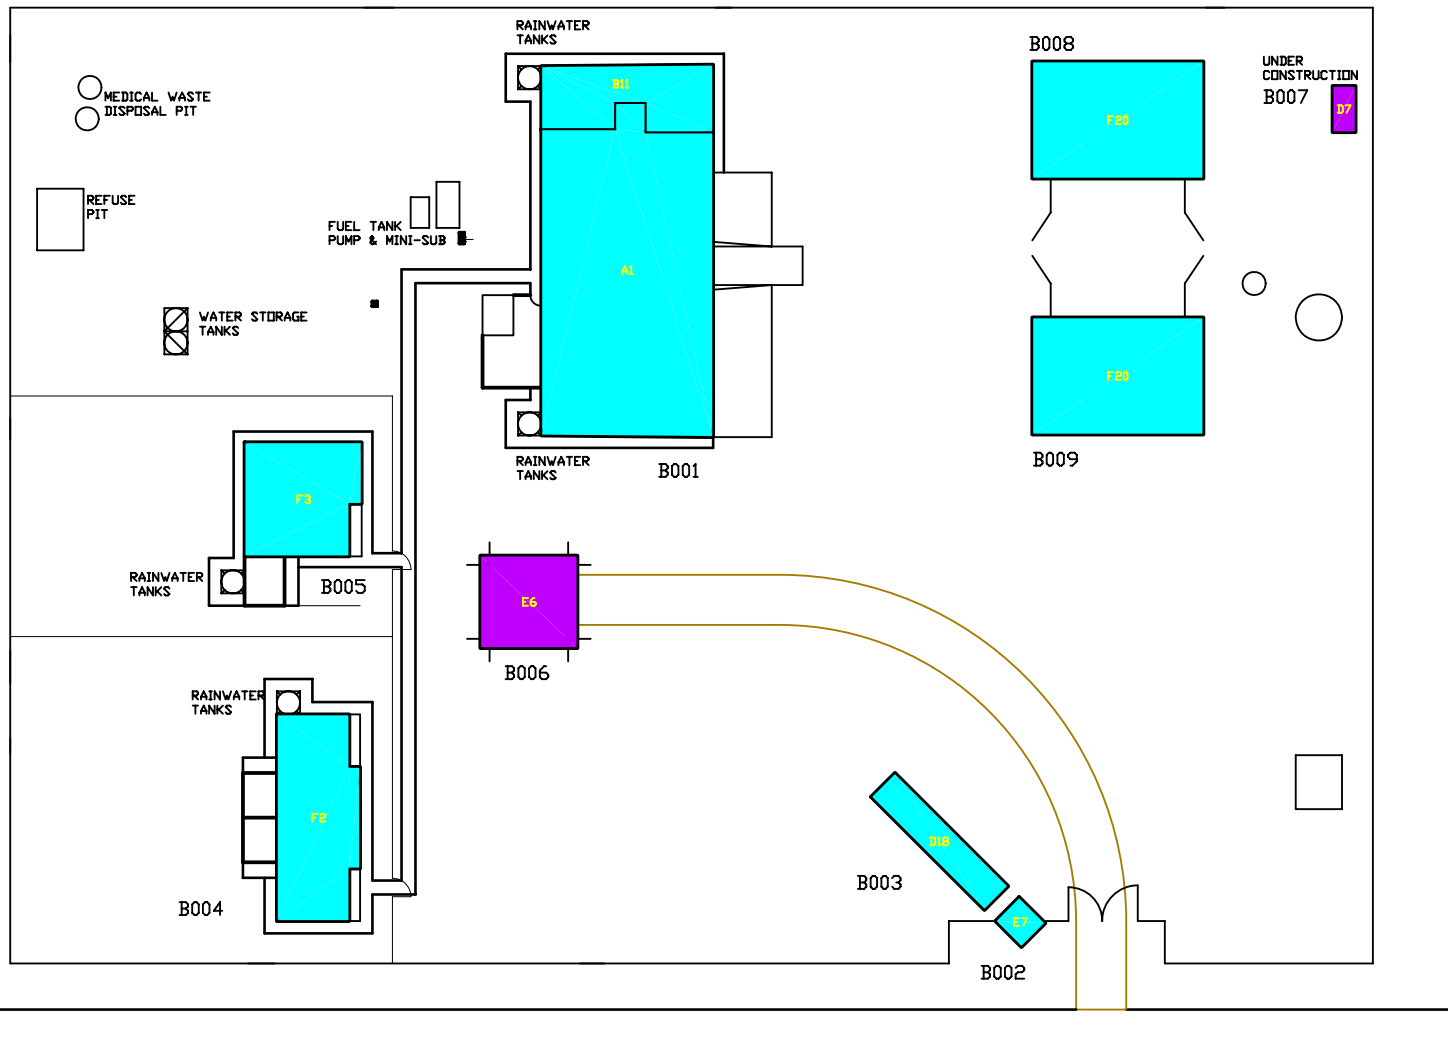 RAINWATER
TANKS
B008
UNDER
CONSTRUCTION
B007
D7
B11
F20
MEDICAL WASTE
DISPOSAL PIT
REFUSE
PIT
FUEL TANK
PUMP & MINI-SUB
A1
WATER STORAGE
TANKS
F20
B009
RAINWATER
TANKS
B001
F3
RAINWATER
TANKS
B005
E6
B006
RAINWATER
TANKS
F2
B004
D18
B003
E7
B002